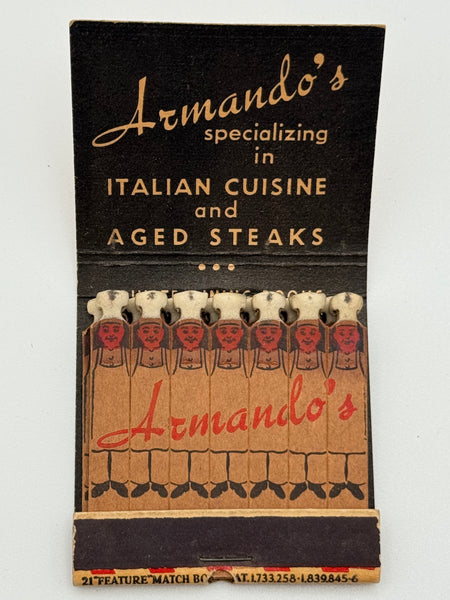 Armando's
specializing
in
ITALIAN CUISINE
and
AGED STEAKS
Armando's
21 "FEATURE" MATCH BO AT. 1,733,258 - 1,839,845-6